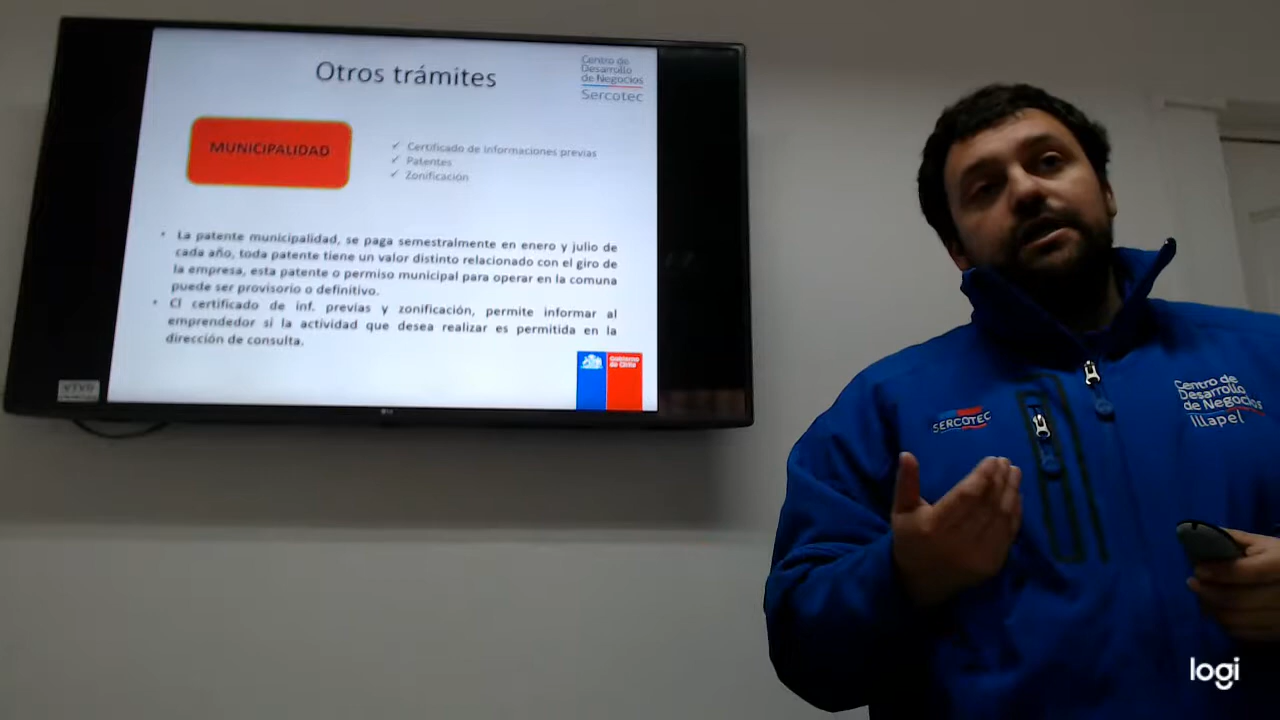 Otros trámites
Centro de
Desarrollo
de Negocios
Sercotec
MUNICIPALIDAD
✓ Certificado de informaciones previas
✓ Patentes
✓ Zonificación
• La patente municipalidad, se paga semestralmente en enero y julio de
cada año, toda patente tiene un valor distinto relacionado con el giro de
la empresa, esta patente o permiso municipal para operar en la comuna
puede ser provisorio o definitivo.
• El certificado de inf. previas y zonificación, permite informar al
emprendedor si la actividad que desea realizar es permitida en la
dirección de consulta.
Gobierno
de Chile
LG
SERCOTEC
Centro de
Desarrollo
de Negocios
Illapel
logi